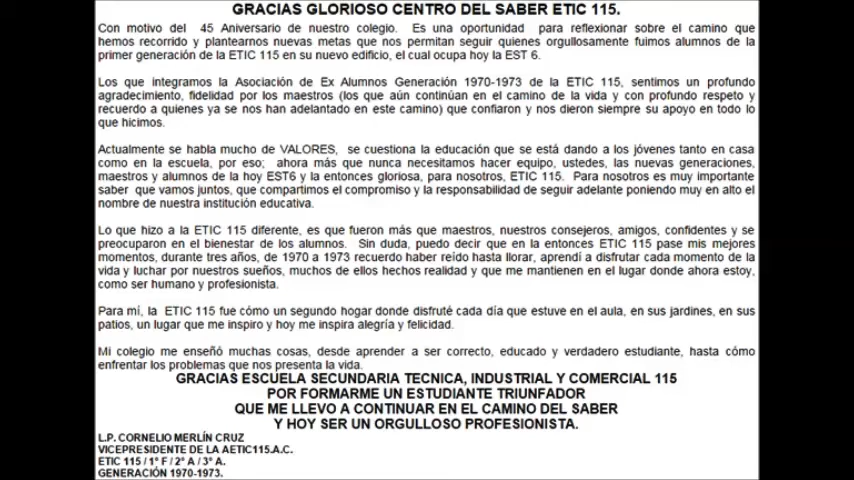 GRACIAS GLORIOSO CENTRO DEL SABER ETIC 115.
Con motivo del 45 Aniversario de nuestro colegio. Es una oportunidad para reflexionar sobre el camino que
hemos recorrido y plantearnos nuevas metas que nos permitan seguir quienes orgullosamente fuimos alumnos de la
primer generación de la ETIC 115 en su nuevo edificio, el cual ocupa hoy la EST 6.
Los que integramos la Asociación de Ex Alumnos Generación 1970-1973 de la ETIC 115, sentimos un profundo
agradecimiento, fidelidad por los maestros (los que aún continúan en el camino de la vida y con profundo respeto y
recuerdo a quienes ya se nos han adelantado en este camino) que confiaron y nos dieron siempre su apoyo en todo lo
que hicimos.
Actualmente se habla mucho de VALORES, se cuestiona la educación que se está dando a los jóvenes tanto en casa
como en la escuela, por eso; ahora más que nunca necesitamos hacer equipo, ustedes, las nuevas generaciones,
maestros y alumnos de la hoy EST6 y la entonces gloriosa, para nosotros, ETIC 115. Para nosotros es muy importante
saber que vamos juntos, que compartimos el compromiso y la responsabilidad de seguir adelante poniendo muy en alto el
nombre de nuestra institución educativa.
Lo que hizo a la ETIC 115 diferente, es que fueron más que maestros, nuestros consejeros, amigos, confidentes y se
preocuparon en el bienestar de los alumnos. Sin duda, puedo decir que en la entonces ETIC 115 pase mis mejores
momentos, durante tres años, de 1970 a 1973 recuerdo haber reído hasta llorar, aprendí a disfrutar cada momento de la
vida y luchar por nuestros sueños, muchos de ellos hechos realidad y que me mantienen en el lugar donde ahora estoy,
como ser humano y profesionista.
Para mí, la ETIC 115 fue cómo un segundo hogar donde disfruté cada día que estuve en el aula, en sus jardines, en sus
patios, un lugar que me inspiro y hoy me inspira alegría y felicidad.
Mi colegio me enseñó muchas cosas, desde aprender a ser correcto, educado y verdadero estudiante, hasta cómo
enfrentar los problemas que nos presenta la vida.
GRACIAS ESCUELA SECUNDARIA TECNICA, INDUSTRIAL Y COMERCIAL 115
POR FORMARME UN ESTUDIANTE TRIUNFADOR
QUE ME LLEVO A CONTINUAR EN EL CAMINO DEL SABER
Y HOY SER UN ORGULLOSO PROFESIONISTA.
L.P. CORNELIO MERLÍN CRUZ
VICEPRESIDENTE DE LA AETIC115.A.C.
ETIC 115 / 1° F / 2° A / 3° A.
GENERACIÓN 1970-1973.